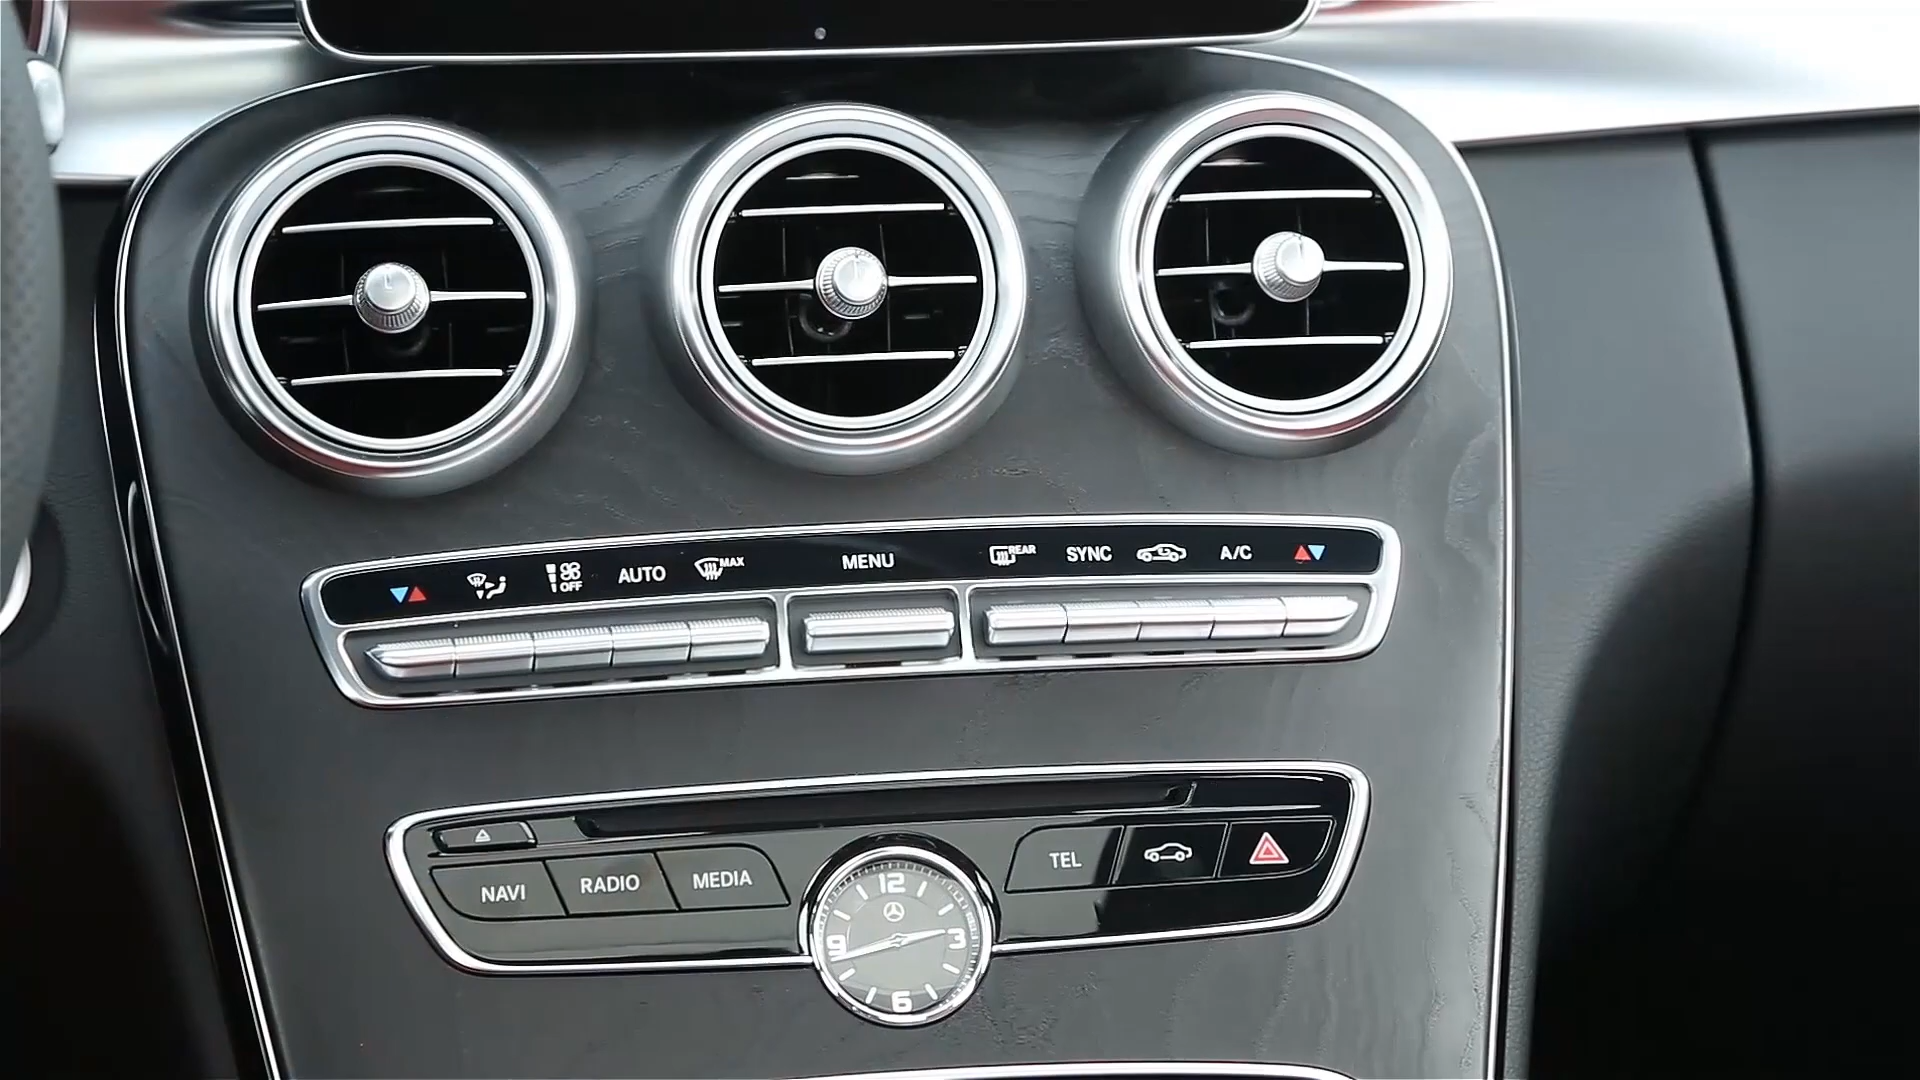 OFF
AUTO
MAX
MENU
REAR
SYNC
A/C
NAVI
RADIO
MEDIA
TEL
12
3
6
9